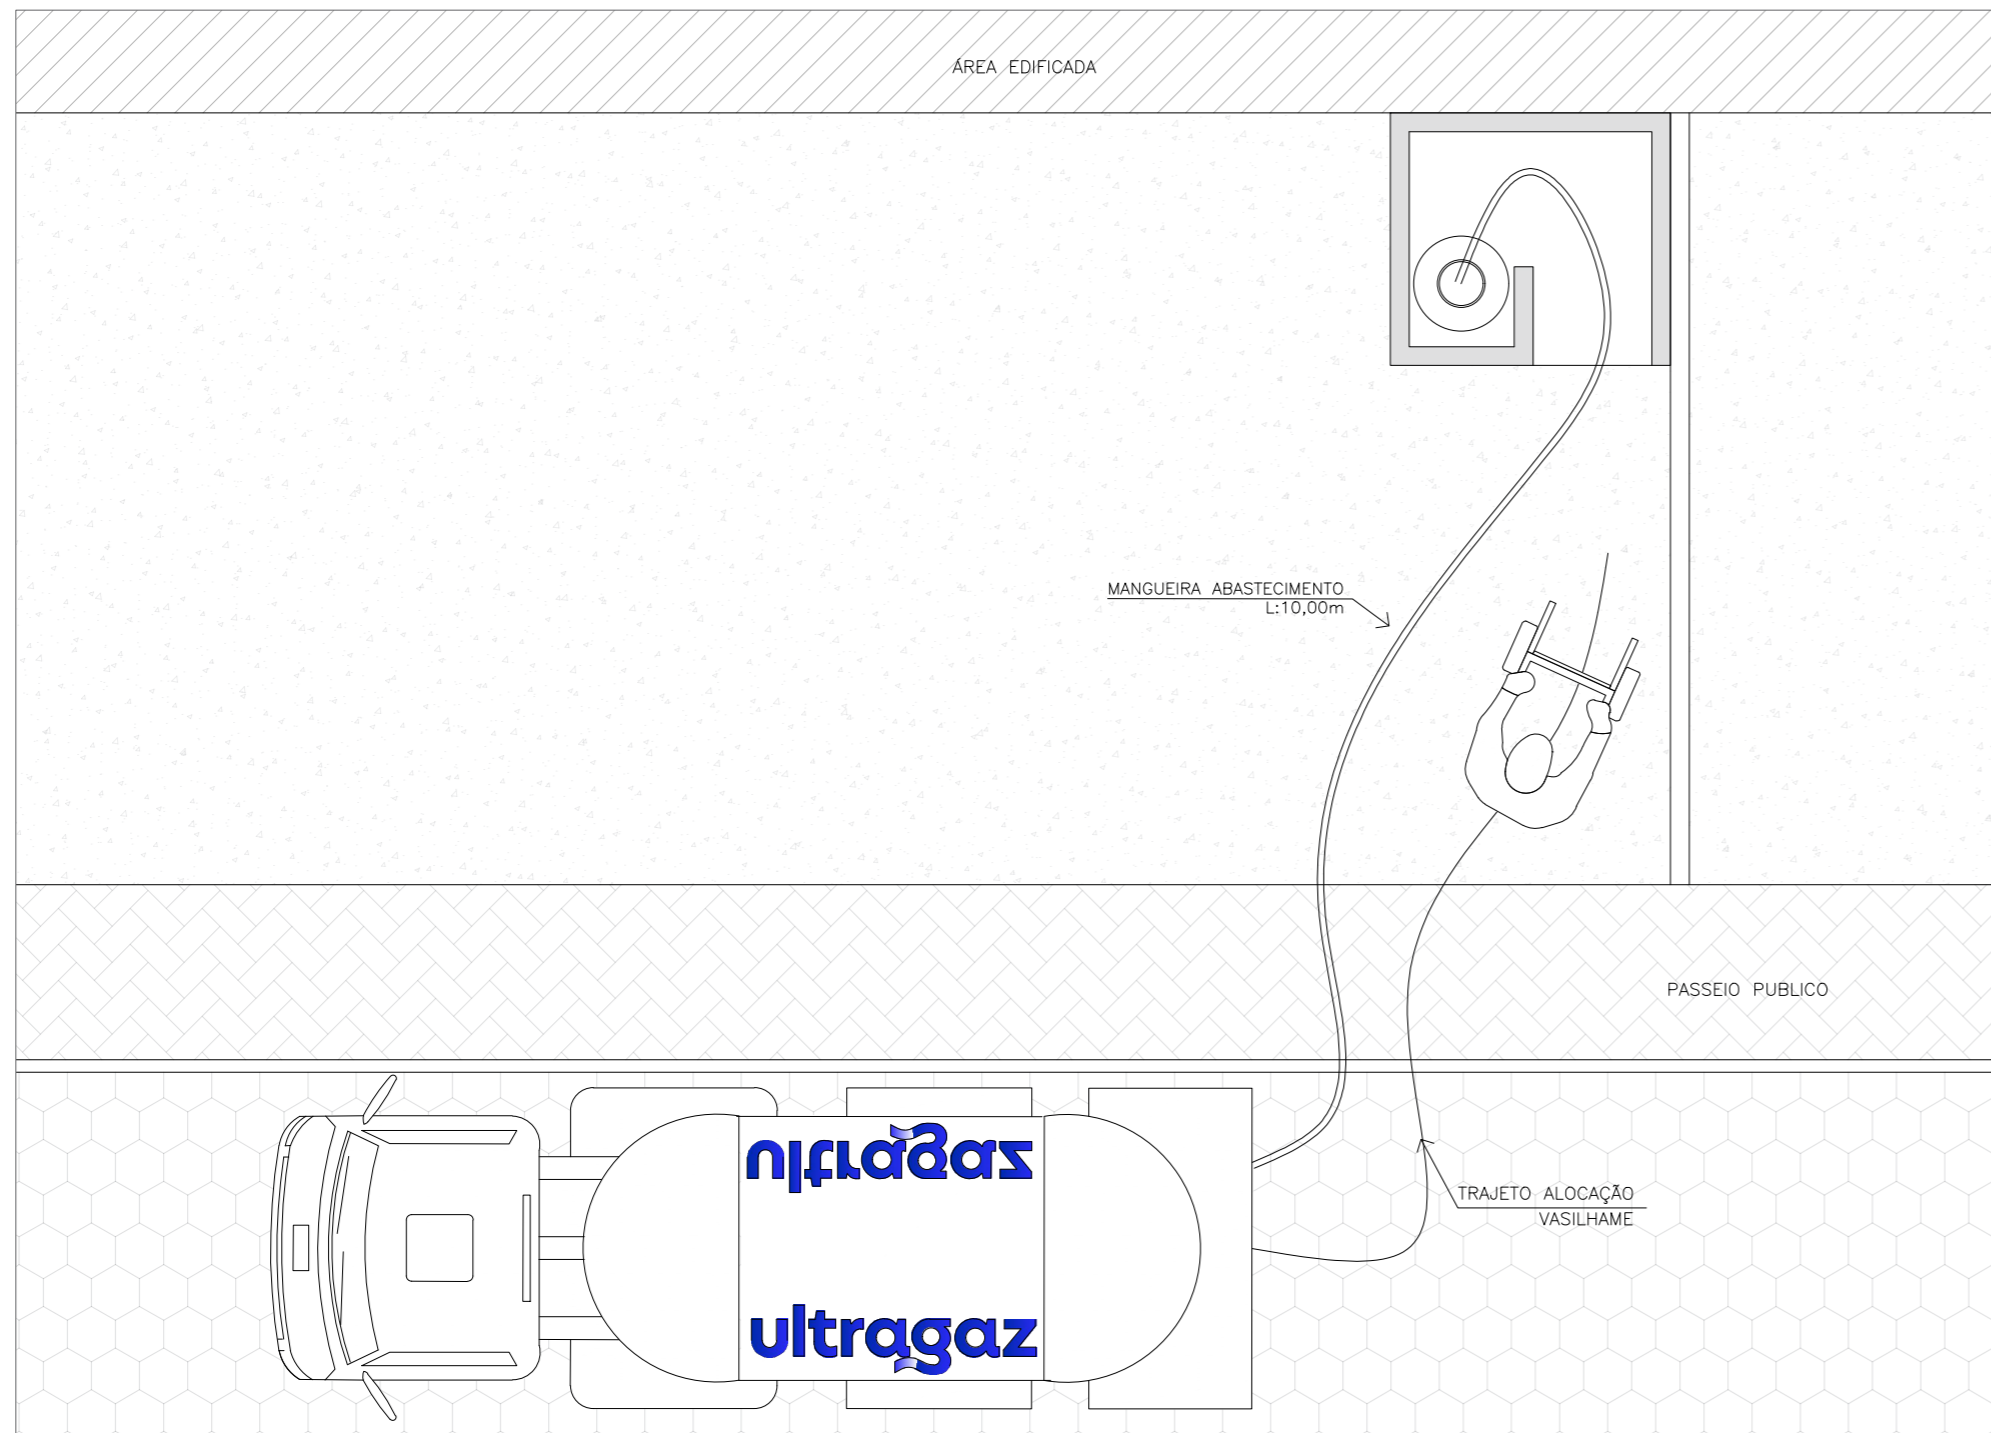 ÁREA EDIFICADA
MANGUEIRA ABASTECIMENTO
L:10,00m
PASSEIO PUBLICO
ultragaz
TRAJETO ALOCAÇÃO
VASILHAME
ultragaz